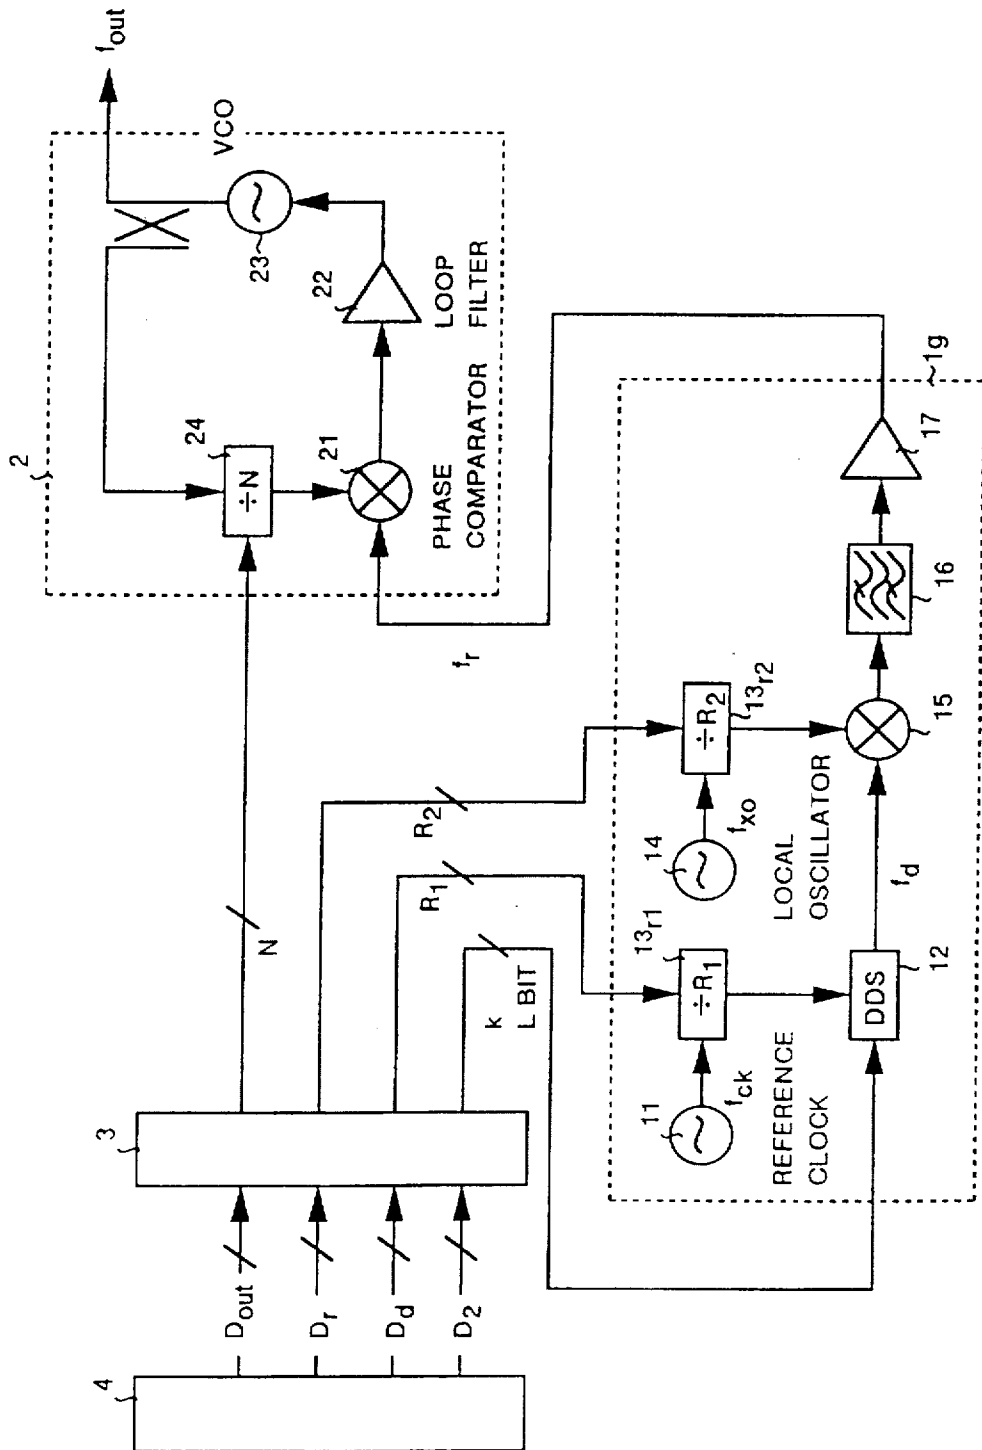 f_out
2
VCO
24
÷N
23
22
LOOP
FILTER
21
PHASE
COMPARATOR
3
4
D_out
D_r
D_d
D_2
N
R_2
R_1
k
L BIT
f_r
1g
17
16
15
13_r2
÷R_2
14
f_xo
LOCAL
OSCILLATOR
f_d
13_r1
÷R_1
11
f_ck
REFERENCE
CLOCK
DDS
12